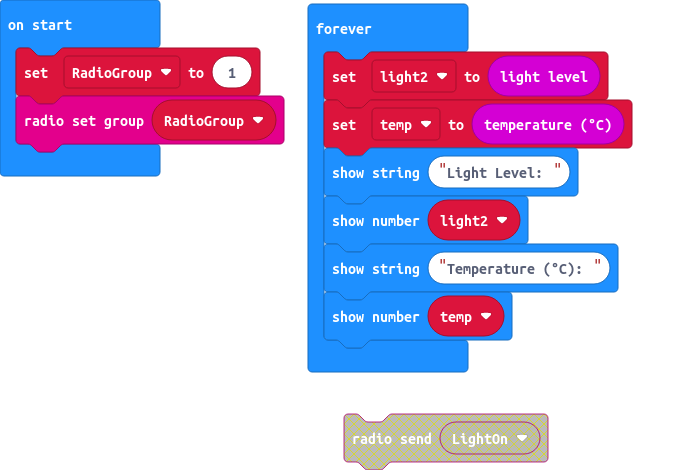 on start
set RadioGroup to 1
radio set group RadioGroup
forever
set light2 to light level
set temp to temperature (°C)
show string "Light Level: "
show number light2
show string "Temperature (°C): "
show number temp
radio send LightOn